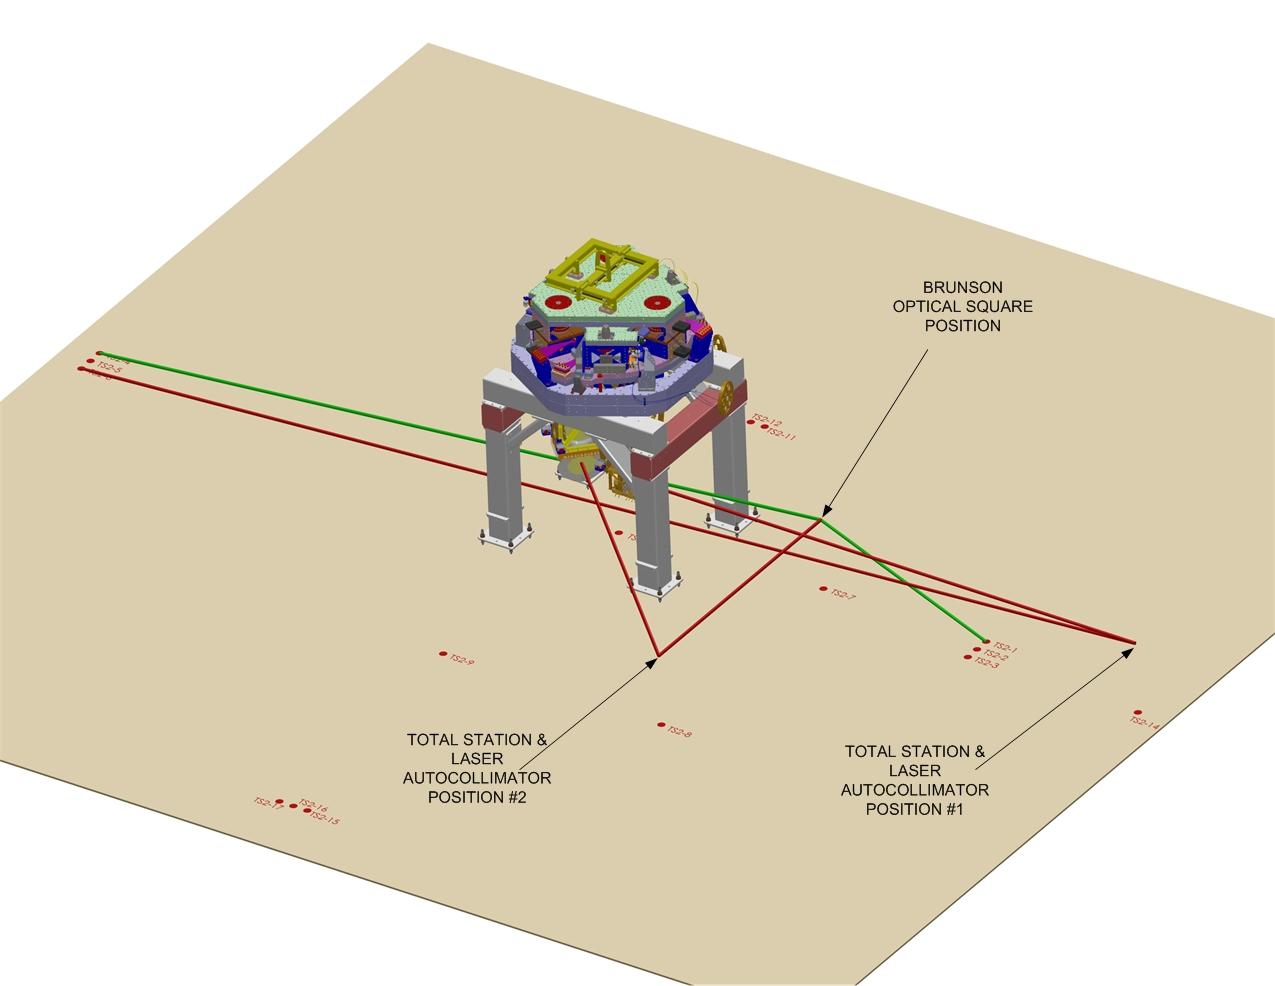 BRUNSON
OPTICAL SQUARE
POSITION
TS2-5
TS2-12
TS2-11
TS2-7
TS2-1
TS2-2
TS2-3
TS2-9
TS2-14
TS2-8
TOTAL STATION &
LASER
AUTOCOLLIMATOR
POSITION #2
TOTAL STATION &
LASER
AUTOCOLLIMATOR
POSITION #1
TS2-17
TS2-16
TS2-15